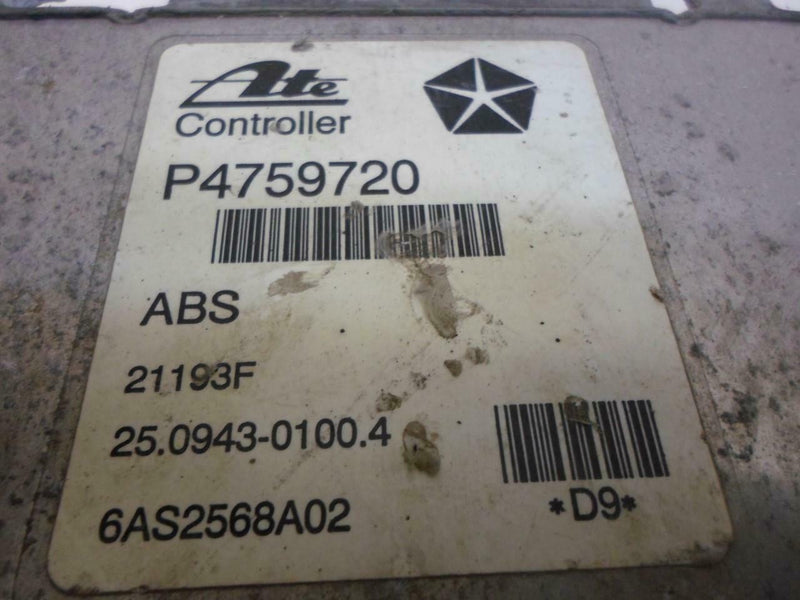 Ate
Controller
P4759720
ABS
21193F
25.0943-0100.4
6AS2568A02
*D9*